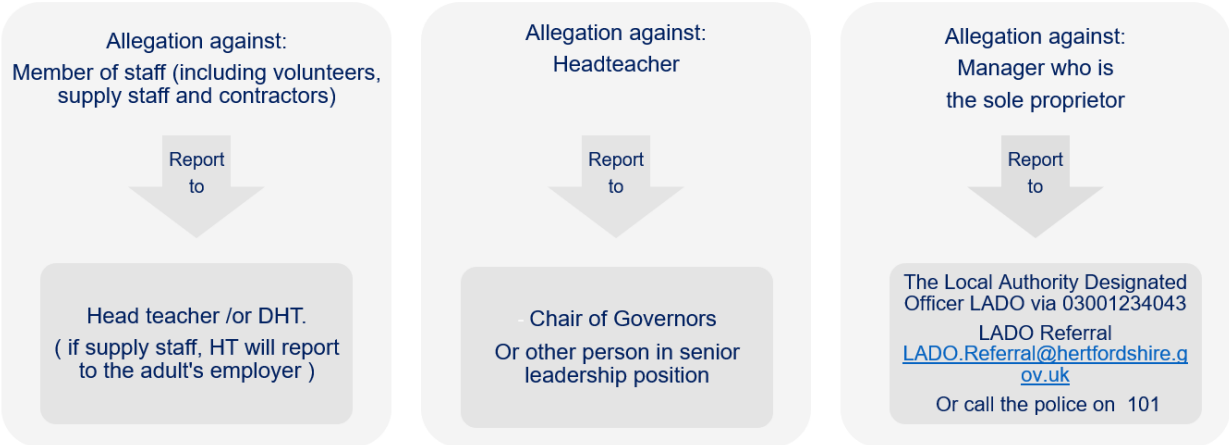 Allegation against:
Member of staff (including volunteers,
supply staff and contractors)
Report
to
Head teacher /or DHT.
( if supply staff, HT will report
to the adult's employer )
Allegation against:
Headteacher
Report
to
- Chair of Governors
Or other person in senior
leadership position
Allegation against:
Manager who is
the sole proprietor
Report
to
The Local Authority Designated
Officer LADO via 03001234043
LADO Referral
LADO.Referral@hertfordshire.g
ov.uk
Or call the police on 101